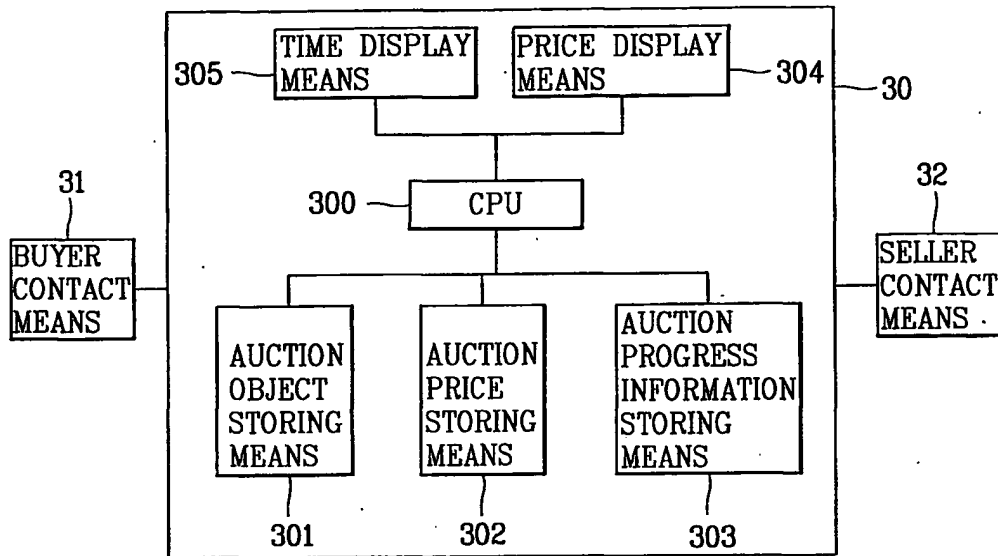 TIME DISPLAY
MEANS
305
PRICE DISPLAY
MEANS
304
30
CPU
300
31
BUYER
CONTACT
MEANS
32
SELLER
CONTACT
MEANS
AUCTION
OBJECT
STORING
MEANS
301
AUCTION
PRICE
STORING
MEANS
302
AUCTION
PROGRESS
INFORMATION
STORING
MEANS
303